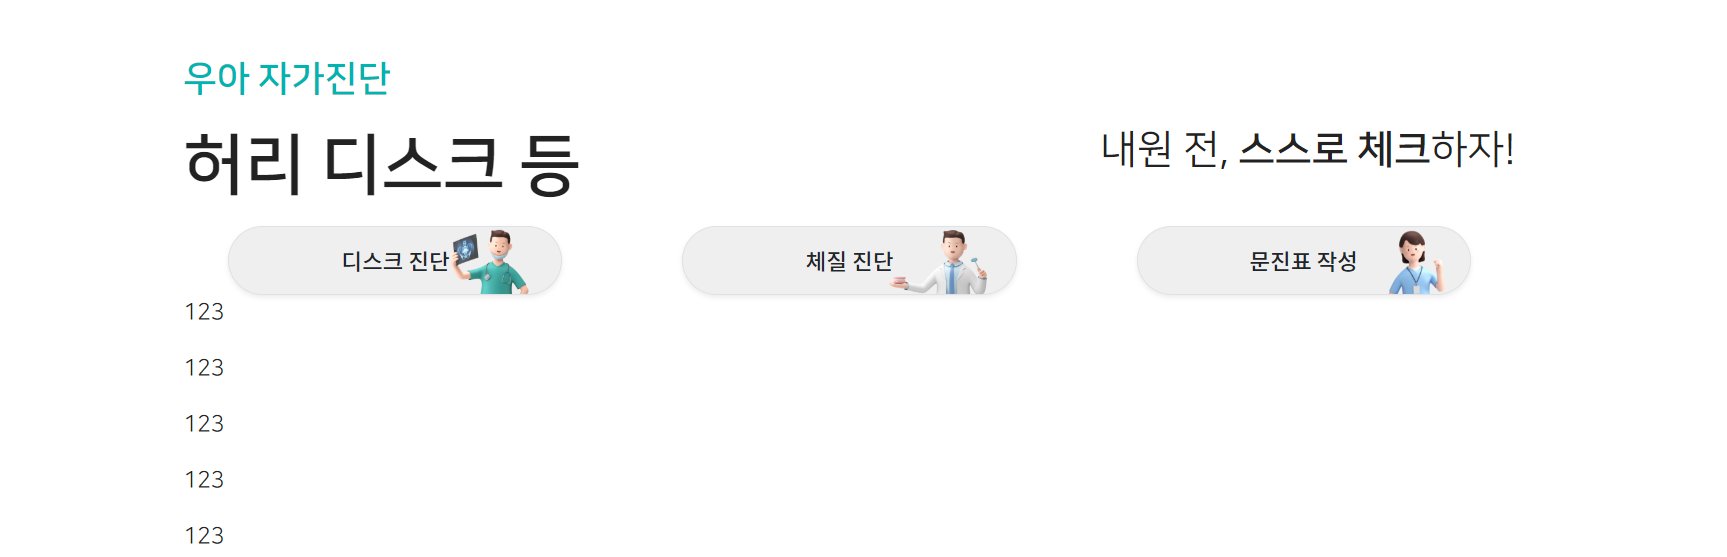 우아 자가진단
허리 디스크 등
내원 전, 스스로 체크하자!
디스크 진단
체질 진단
문진표 작성
123
123
123
123
123